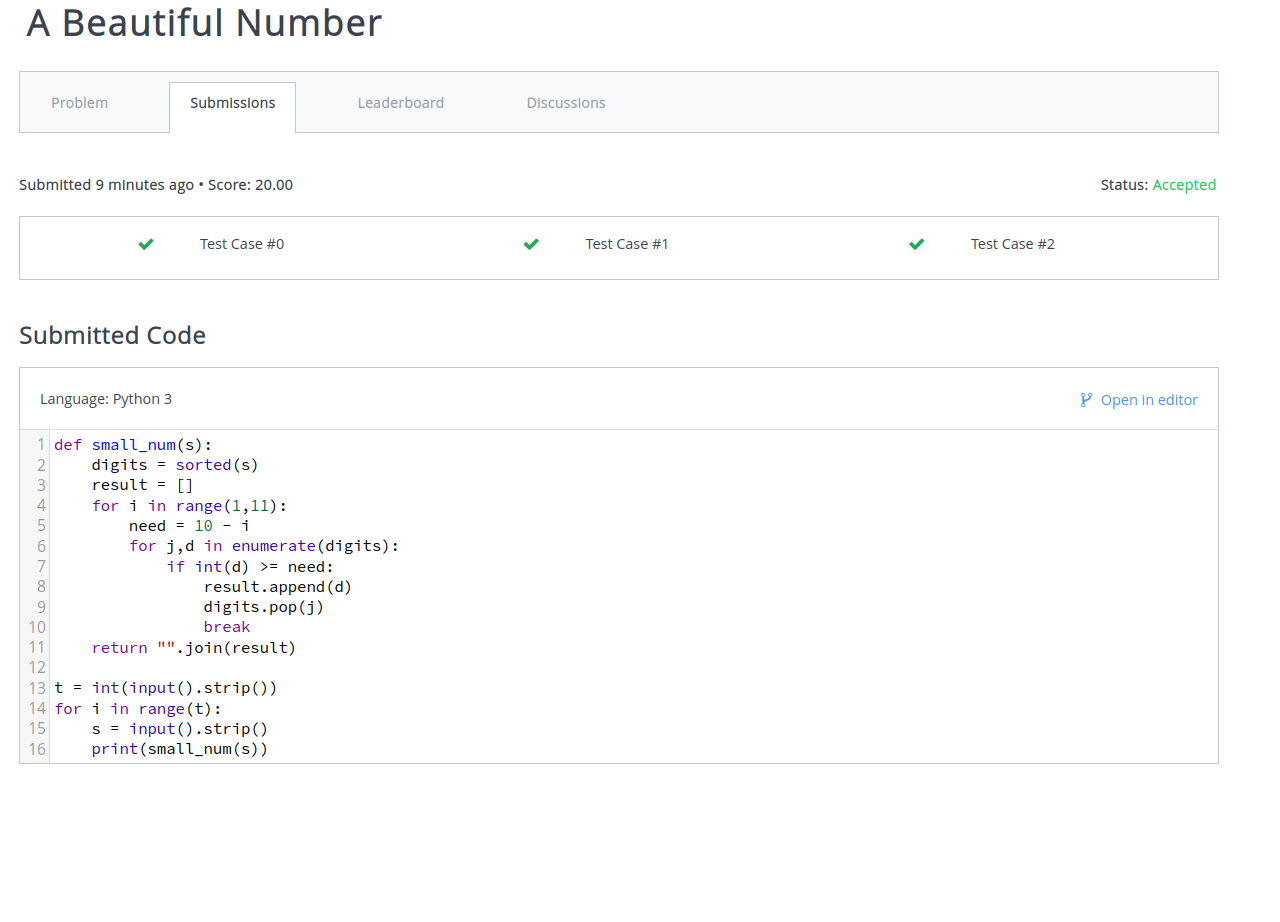 A Beautiful Number
Problem
Submissions
Leaderboard
Discussions
Submitted 9 minutes ago • Score: 20.00
Status: Accepted
Test Case #0
Test Case #1
Test Case #2
Submitted Code
Language: Python 3
Open in editor
1 def small_num(s):
2     digits = sorted(s)
3     result = []
4     for i in range(1,11):
5         need = 10 - i
6         for j,d in enumerate(digits):
7             if int(d) >= need:
8                 result.append(d)
9                 digits.pop(j)
10                 break
11     return "".join(result)
12
13 t = int(input().strip())
14 for i in range(t):
15     s = input().strip()
16     print(small_num(s))